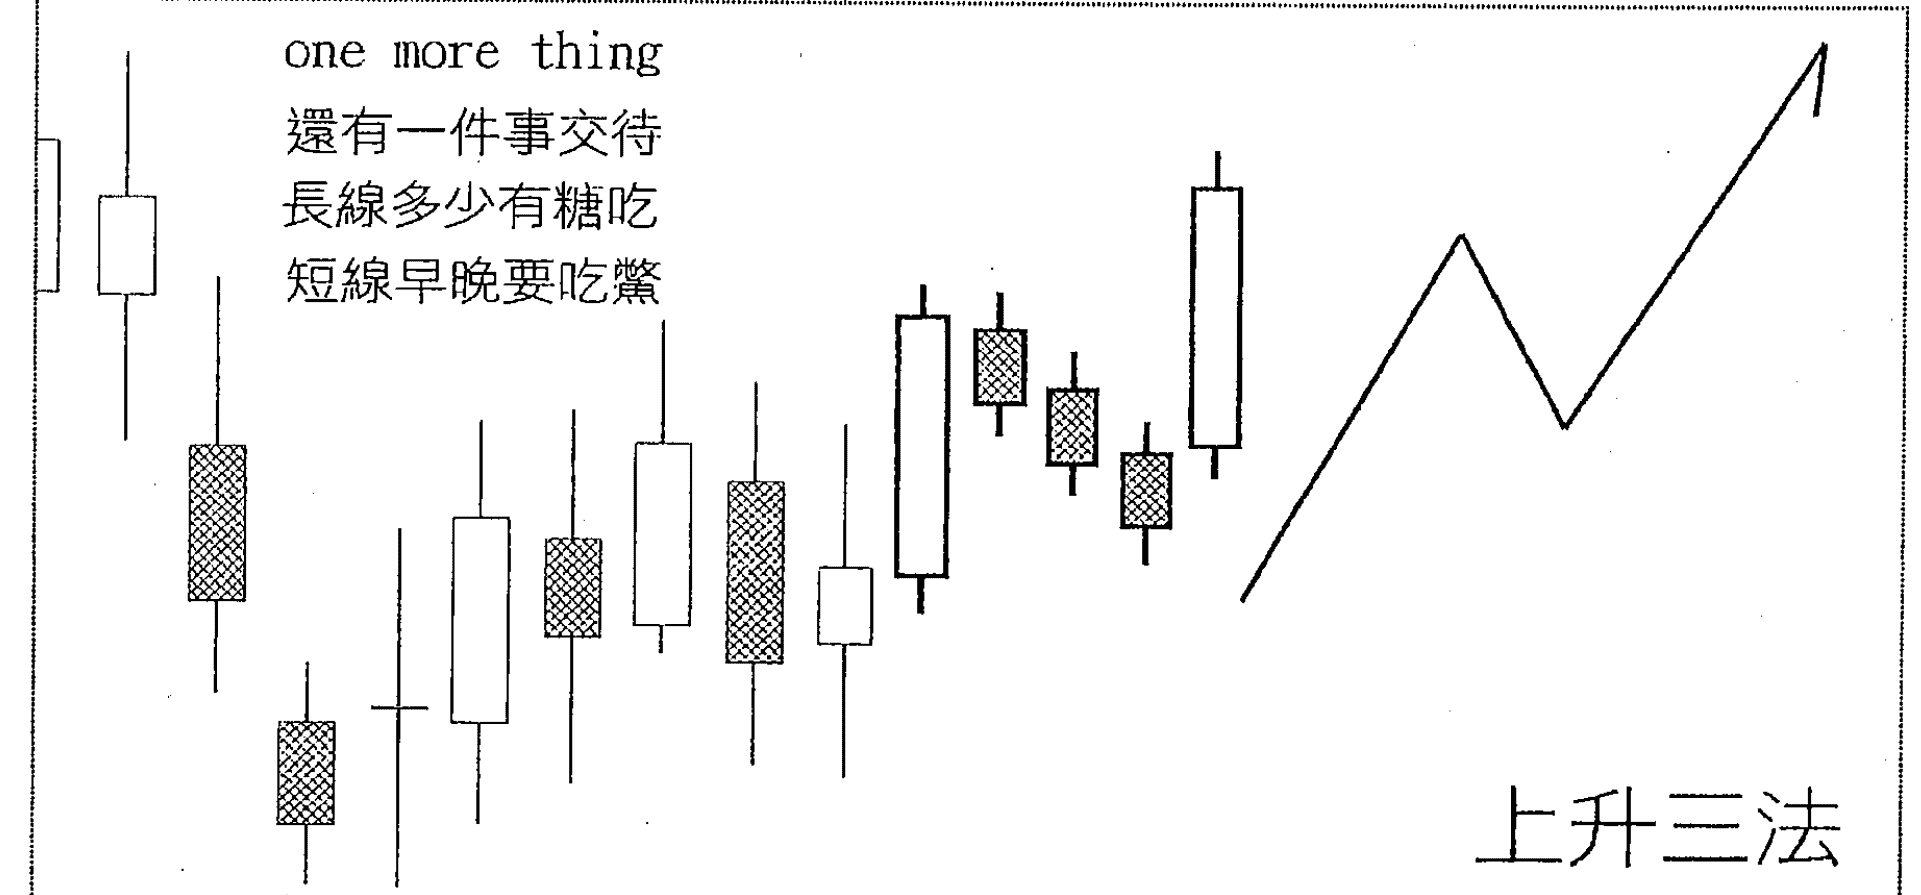 one more thing
還有一件事交待
長線多少有糖吃
短線早晚要吃驚
上升三法